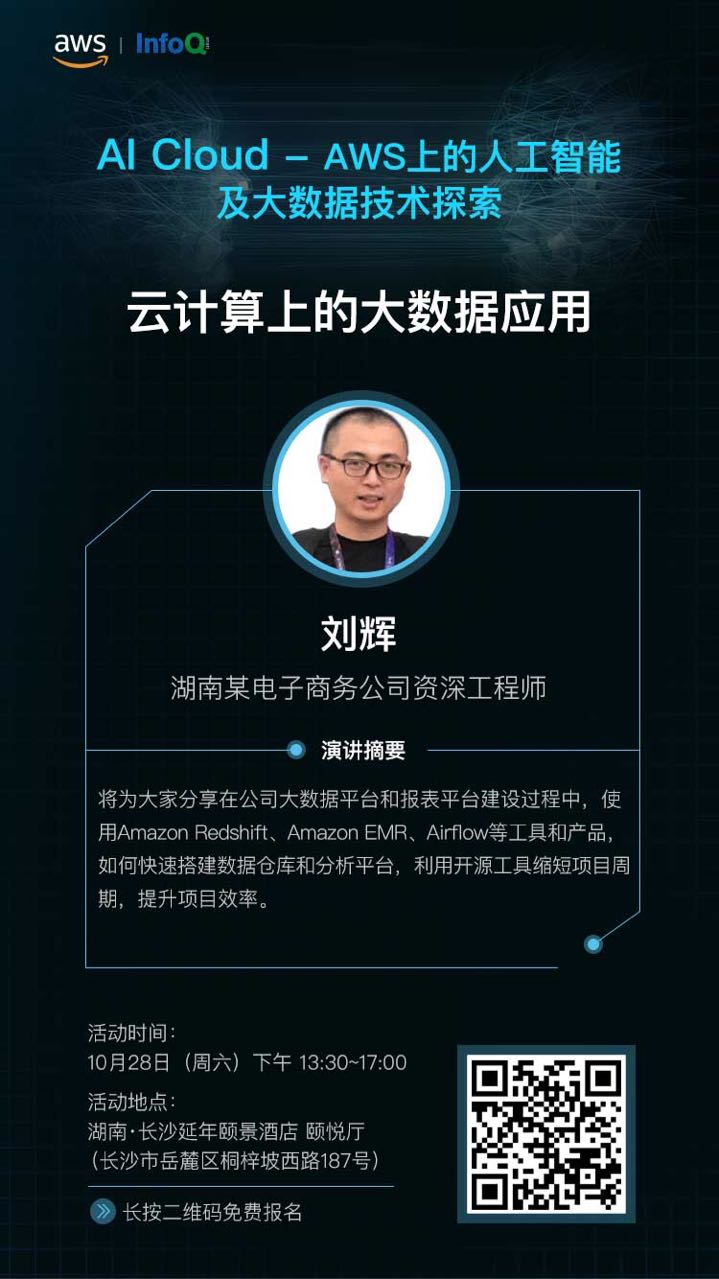 aws | InfoQ
AI Cloud – AWS上的人工智能
及大数据技术探索
云计算上的大数据应用
刘辉
湖南某电子商务公司资深工程师
演讲摘要
将为大家分享在公司大数据平台和报表平台建设过程中，使
用Amazon Redshift、Amazon EMR、Airflow等工具和产品，
如何快速搭建数据仓库和分析平台，利用开源工具缩短项目周
期，提升项目效率。
活动时间：
10月28日（周六）下午 13:30~17:00
活动地点：
湖南·长沙延年颐景酒店 颐悦厅
（长沙市岳麓区桐梓坡西路187号）
长按二维码免费报名